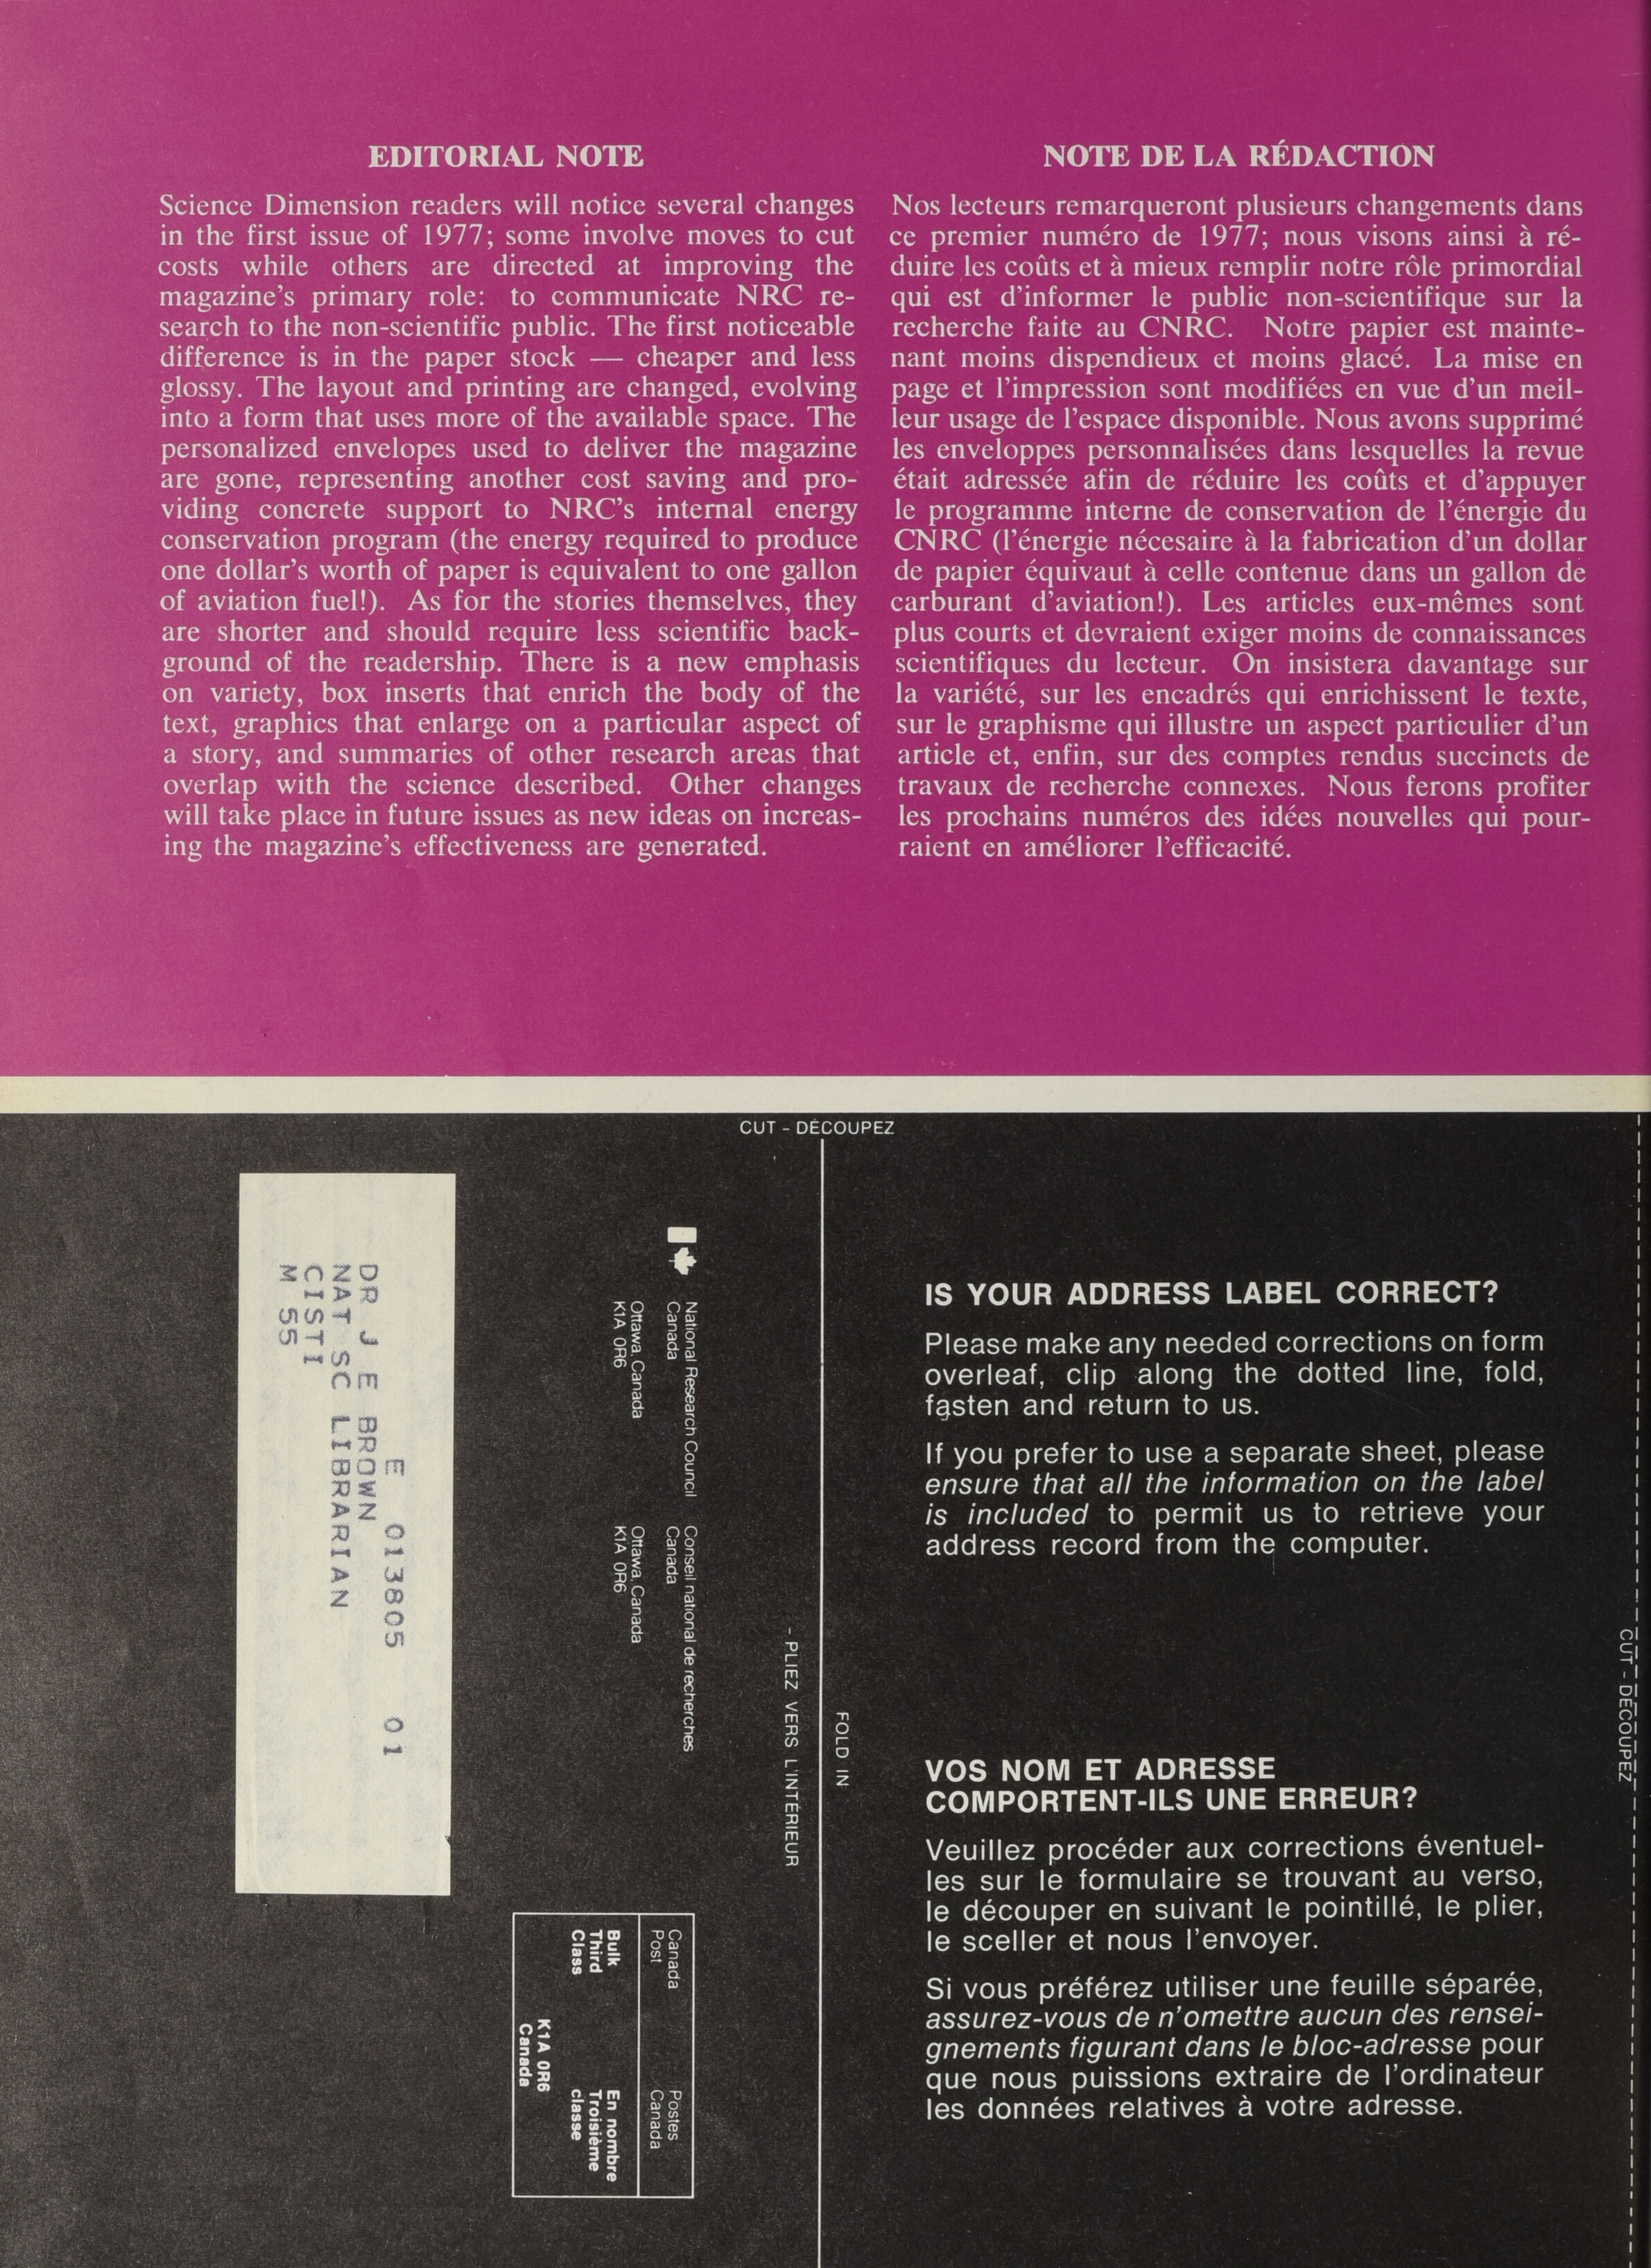 EDITORIAL NOTE
Science Dimension readers will notice several changes
in the first issue of 1977; some involve moves to cut
costs while others are directed at improving the
magazine's primary role: to communicate NRC re-
search to the non-scientific public. The first noticeable
difference is in the paper stock — cheaper and less
glossy. The layout and printing are changed, evolving
into a form that uses more of the available space. The
personalized envelopes used to deliver the magazine
are gone, representing another cost saving and pro-
viding concrete support to NRC's internal energy
conservation program (the energy required to produce
one dollar's worth of paper is equivalent to one gallon
of aviation fuel!). As for the stories themselves, they
are shorter and should require less scientific back-
ground of the readership. There is a new emphasis
on variety, box inserts that enrich the body of the
text, graphics that enlarge on a particular aspect of
a story, and summaries of other research areas that
overlap with the science described. Other changes
will take place in future issues as new ideas on increas-
ing the magazine's effectiveness are generated.
NOTE DE LA RÉDACTION
Nos lecteurs remarqueront plusieurs changements dans
ce premier numéro de 1977; nous visons ainsi à ré-
duire les coûts et à mieux remplir notre rôle primordial
qui est d'informer le public non-scientifique sur la
recherche faite au CNRC. Notre papier est mainte-
nant moins dispendieux et moins glacé. La mise en
page et l'impression sont modifiées en vue d'un meil-
leur usage de l'espace disponible. Nous avons supprimé
les enveloppes personnalisées dans lesquelles la revue
était adressée afin de réduire les coûts et d'appuyer
le programme interne de conservation de l'énergie du
CNRC (l'énergie nécesaire à la fabrication d'un dollar
de papier équivaut à celle contenue dans un gallon de
carburant d'aviation!). Les articles eux-mêmes sont
plus courts et devraient exiger moins de connaissances
scientifiques du lecteur. On insistera davantage sur
la variété, sur les encadrés qui enrichissent le texte,
sur le graphisme qui illustre un aspect particulier d'un
article et, enfin, sur des comptes rendus succincts de
travaux de recherche connexes. Nous ferons profiter
les prochains numéros des idées nouvelles qui pour-
raient en améliorer l'efficacité.
CUT - DÉCOUPEZ
National Research Council
Canada
Ottawa, Canada
K1A 0R6
Conseil national de recherches
Canada
Ottawa, Canada
K1A 0R6
E 013805 01
DR J E BROWN
NAT SC LIBRARIAN
CISTI
M 55
Canada
Post
Postes
Canada
Bulk
Third
Class
En nombre
Troisième
classe
K1A 0R6
Canada
FOLD IN
- PLIEZ VERS L'INTÉRIEUR
IS YOUR ADDRESS LABEL CORRECT?
Please make any needed corrections on form
overleaf, clip along the dotted line, fold,
fasten and return to us.
If you prefer to use a separate sheet, please
ensure that all the information on the label
is included to permit us to retrieve your
address record from the computer.
VOS NOM ET ADRESSE
COMPORTENT-ILS UNE ERREUR?
Veuillez procéder aux corrections éventuel-
les sur le formulaire se trouvant au verso,
le découper en suivant le pointillé, le plier,
le sceller et nous l'envoyer.
Si vous préférez utiliser une feuille séparée,
assurez-vous de n'omettre aucun des rensei-
gnements figurant dans le bloc-adresse pour
que nous puissions extraire de l'ordinateur
les données relatives à votre adresse.
CUT - DÉCOUPEZ